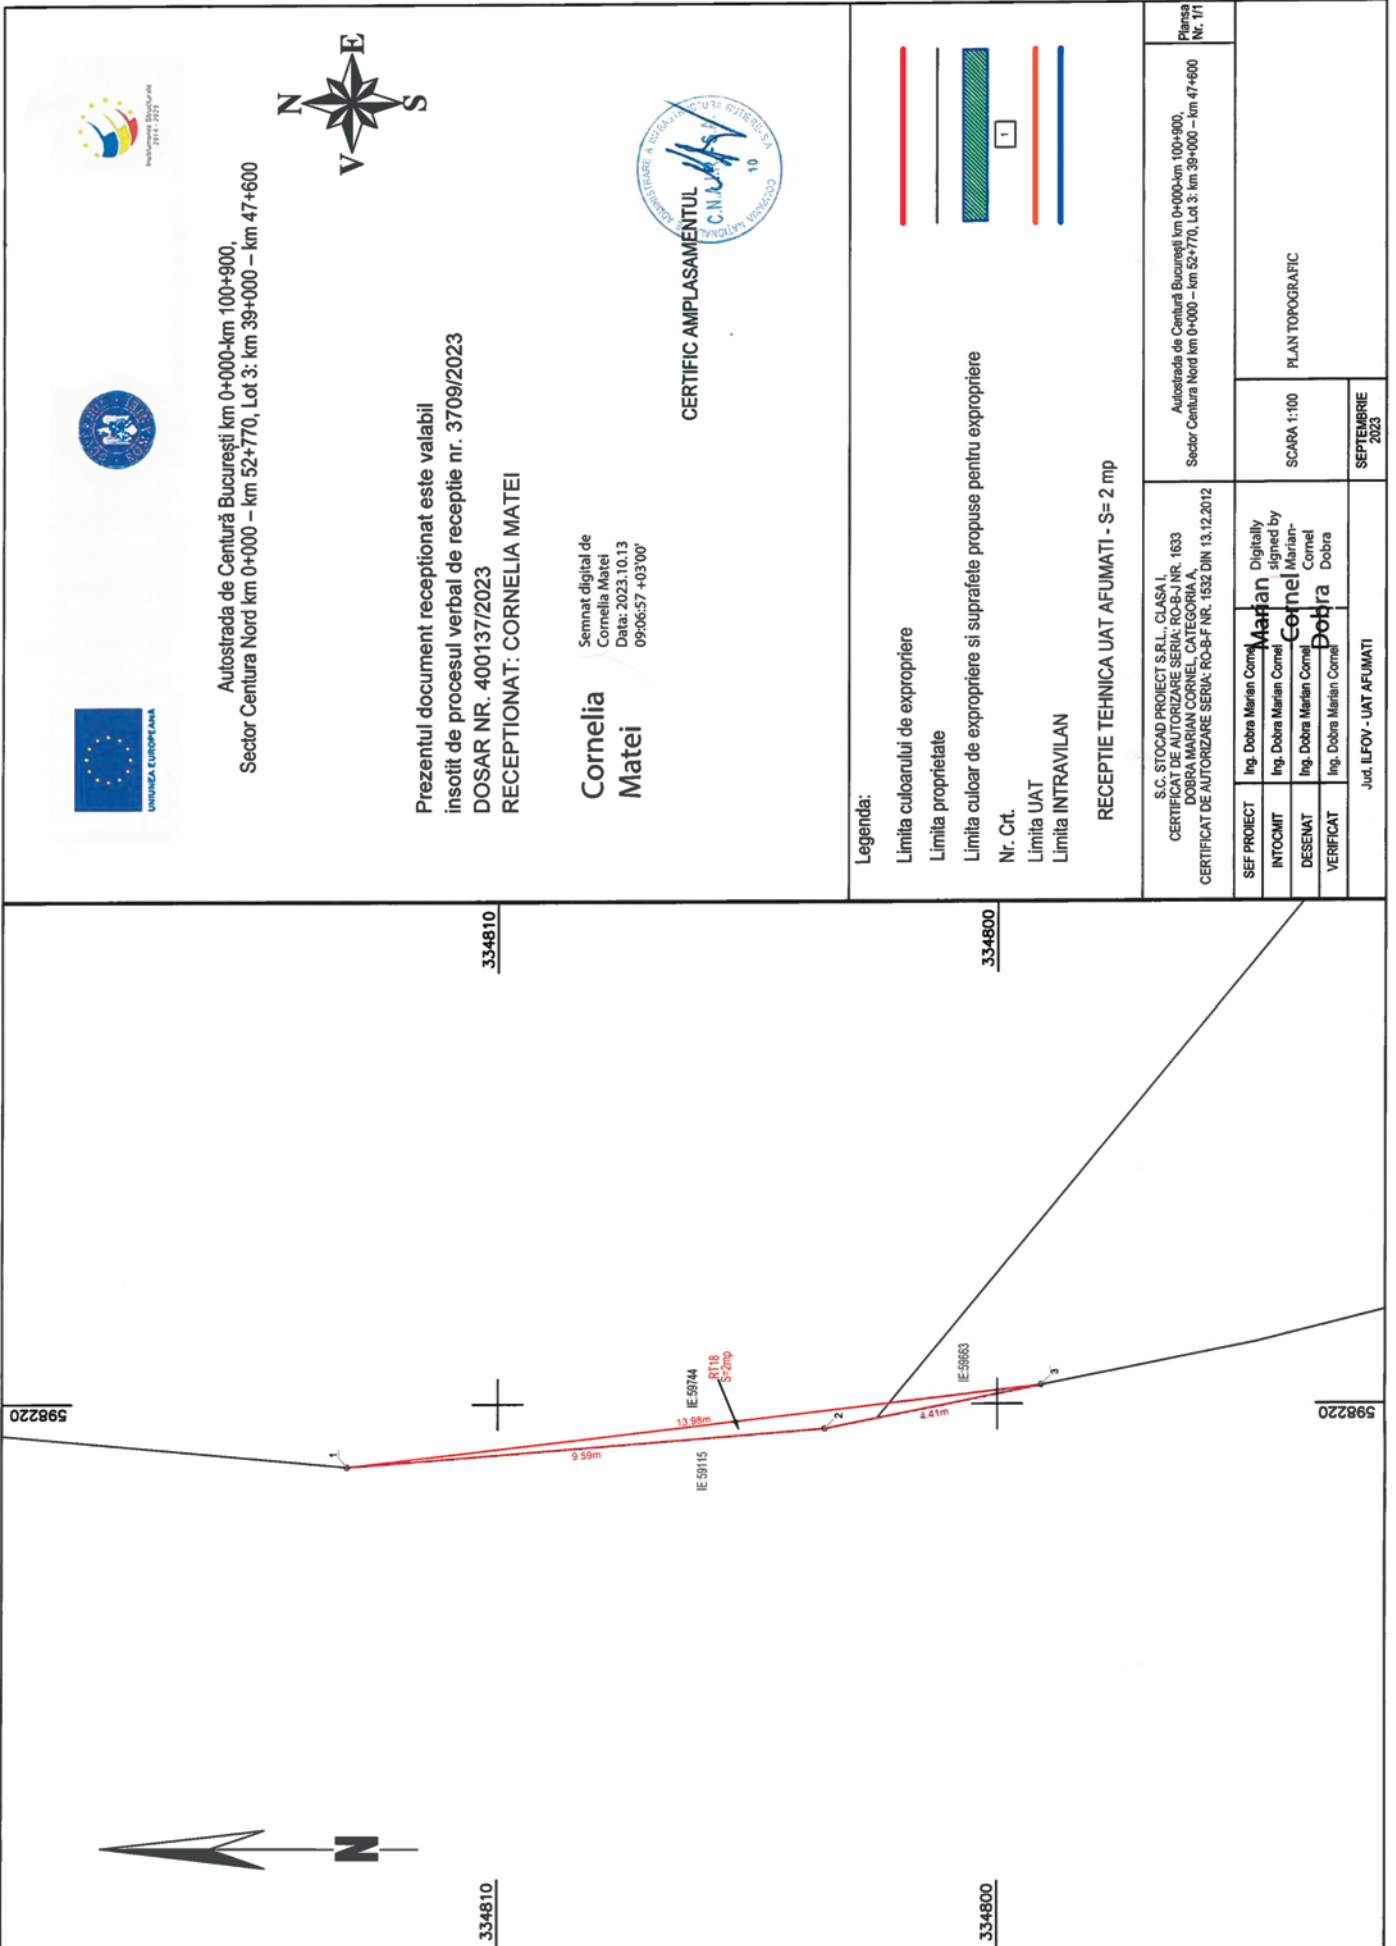 UNIUNEA EUROPEANĂ
Instrumente Structurale
2014 - 2020
Autostrada de Centură București km 0+000-km 100+900,
Sector Centura Nord km 0+000 – km 52+770, Lot 3: km 39+000 – km 47+600
N
E
S
V
Prezentul document receptionat este valabil
insotit de procesul verbal de receptie nr. 3709/2023
DOSAR NR. 400137/2023
RECEPTIONAT: CORNELIA MATEI
Cornelia
Matei
Semnat digital de
Cornelia Matei
Data: 2023.10.13
09:06:57 +03'00'
CERTIFIC AMPLASAMENTUL
10
Legenda:
Limita culoarului de expropriere
Limita proprietate
Limita culoar de expropriere si suprafete propuse pentru expropriere
Nr. Crt.
1
Limita UAT
Limita INTRAVILAN
RECEPTIE TEHNICA UAT AFUMATI - S= 2 mp
S.C. STOCAD PROIECT S.R.L., CLASA I,
CERTIFICAT DE AUTORIZARE SERIA: RO-B-J NR. 1633
DOBRA MARIAN CORNEL, CATEGORIA A,
CERTIFICAT DE AUTORIZARE SERIA: RO-B-F NR. 1532 DIN 13.12.2012
Autostrada de Centură București km 0+000-km 100+900,
Sector Centura Nord km 0+000 – km 52+770, Lot 3: km 39+000 – km 47+600
Plansa
Nr. 1/1
SEF PROIECT Ing. Dobra Marian Cornel
INTOCMIT Ing. Dobra Marian Cornel
DESENAT Ing. Dobra Marian Cornel
VERIFICAT Ing. Dobra Marian Cornel
Marian
Cornel
Dobra
Digitally
signed by
Marian-
Cornel
Dobra
SCARA 1:100
PLAN TOPOGRAFIC
Jud. ILFOV - UAT AFUMATI
SEPTEMBRIE
2023
N
598220
598220
334810
334810
334800
334800
1
2
3
9.59m
13.98m
4.41m
IE:59115
IE:59744
IE:59663
RT18
S=2mp